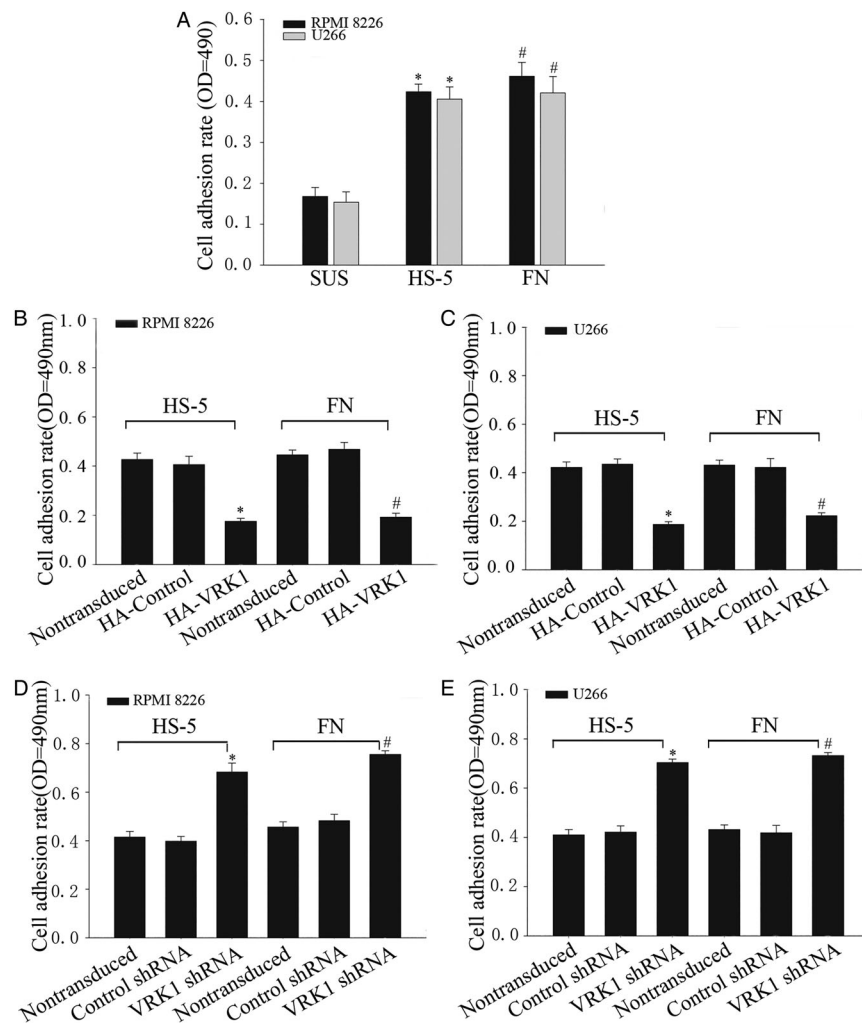 A
RPMI 8226
U266
Cell adhesion rate (OD=490)
0.6
0.5
0.4
0.3
0.2
0.1
0.0
* * # #
SUS HS-5 FN
B
RPMI 8226
Cell adhesion rate(OD=490nm)
1.0
0.8
0.6
0.4
0.2
0.0
HS-5 FN
* #
Nontransduced HA-Control HA-VRK1 Nontransduced HA-Control HA-VRK1
C
U266
Cell adhesion rate(OD=490nm)
1.0
0.8
0.6
0.4
0.2
0.0
HS-5 FN
* #
Nontransduced HA-Control HA-VRK1 Nontransduced HA-Control HA-VRK1
D
RPMI 8226
Cell adhesion rate(OD=490nm)
1.0
0.8
0.6
0.4
0.2
0.0
HS-5 FN
* #
Nontransduced Control shRNA VRK1 shRNA Nontransduced Control shRNA VRK1 shRNA
E
U266
Cell adhesion rate(OD=490nm)
1.0
0.8
0.6
0.4
0.2
0.0
HS-5 FN
* #
Nontransduced Control shRNA VRK1 shRNA Nontransduced Control shRNA VRK1 shRNA